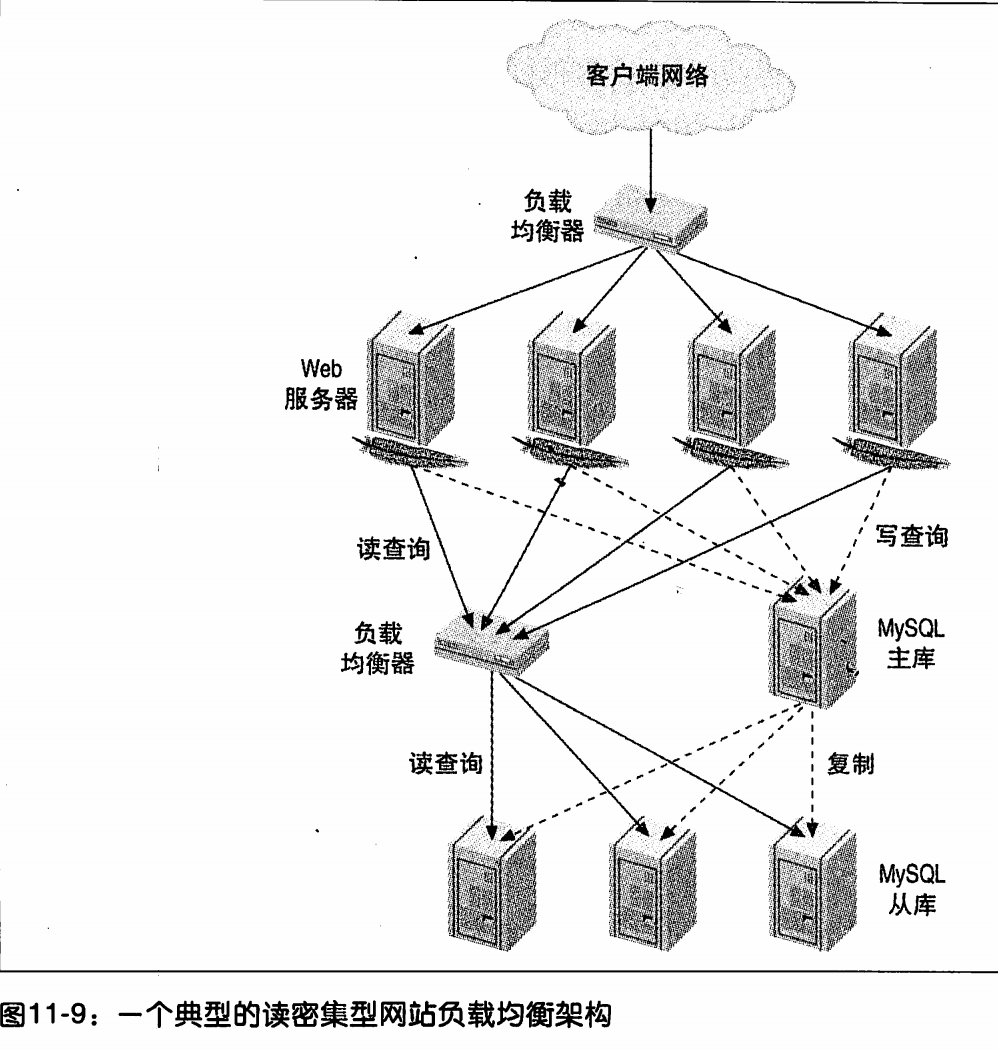 客户端网络
负载
均衡器
Web
服务器
读查询
写查询
负载
均衡器
MySQL
主库
读查询
复制
MySQL
从库
图11-9：一个典型的读密集型网站负载均衡架构